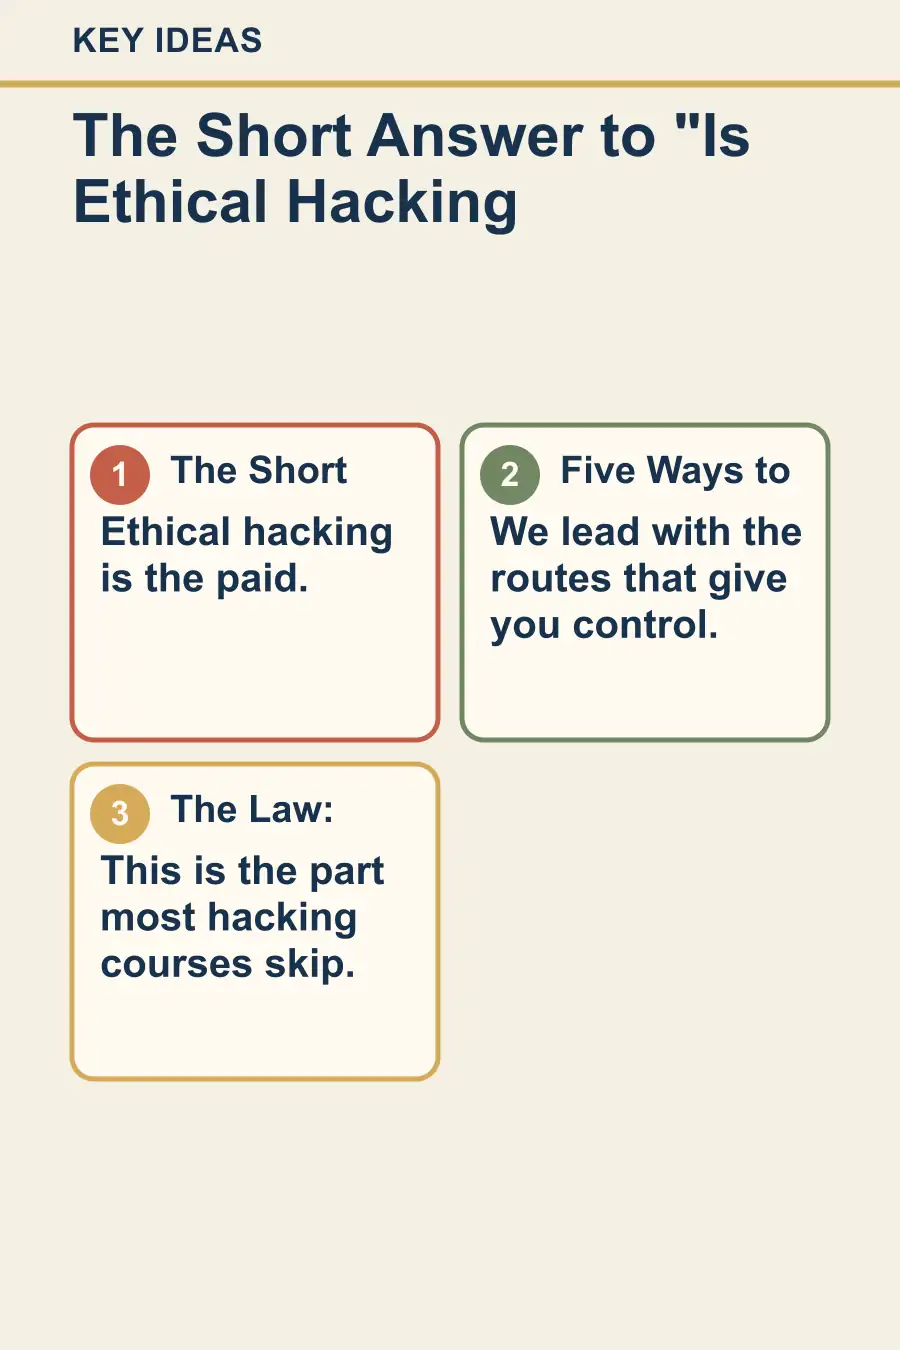 KEY IDEAS
The Short Answer to "Is
Ethical Hacking
1 The Short
Ethical hacking
is the paid.
2 Five Ways to
We lead with the
routes that give
you control.
3 The Law:
This is the part
most hacking
courses skip.